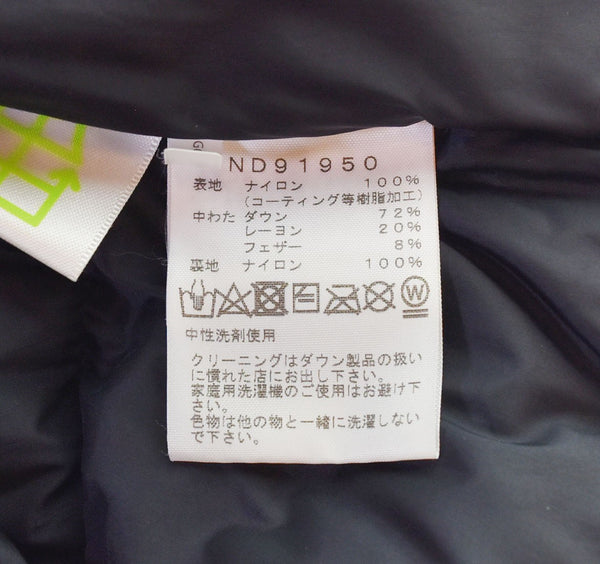 G
ND91950
表地 ナイロン 100%
(コーティング等樹脂加工)
中わた ダウン 72%
レーヨン 20%
フェザー 8%
裏地 ナイロン 100%
W
中性洗剤使用
クリーニングはダウン製品の扱い
に慣れた店にお出し下さい。
家庭用洗濯機のご使用はお避け下
さい。
色物は他の物と一緒に洗濯しない
で下さい。